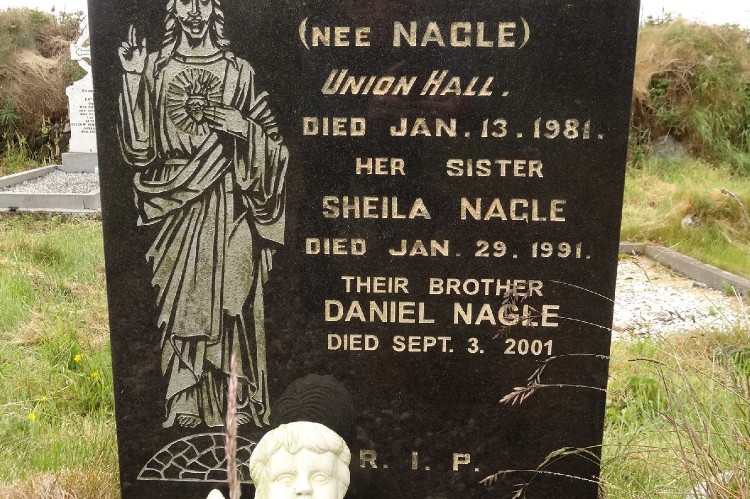 (NEE NAGLE)
UNION HALL.
DIED JAN. 13. 1981.
HER SISTER
SHEILA NAGLE
DIED JAN. 29. 1991.
THEIR BROTHER
DANIEL NAGLE
DIED SEPT. 3. 2001
R. I. P.